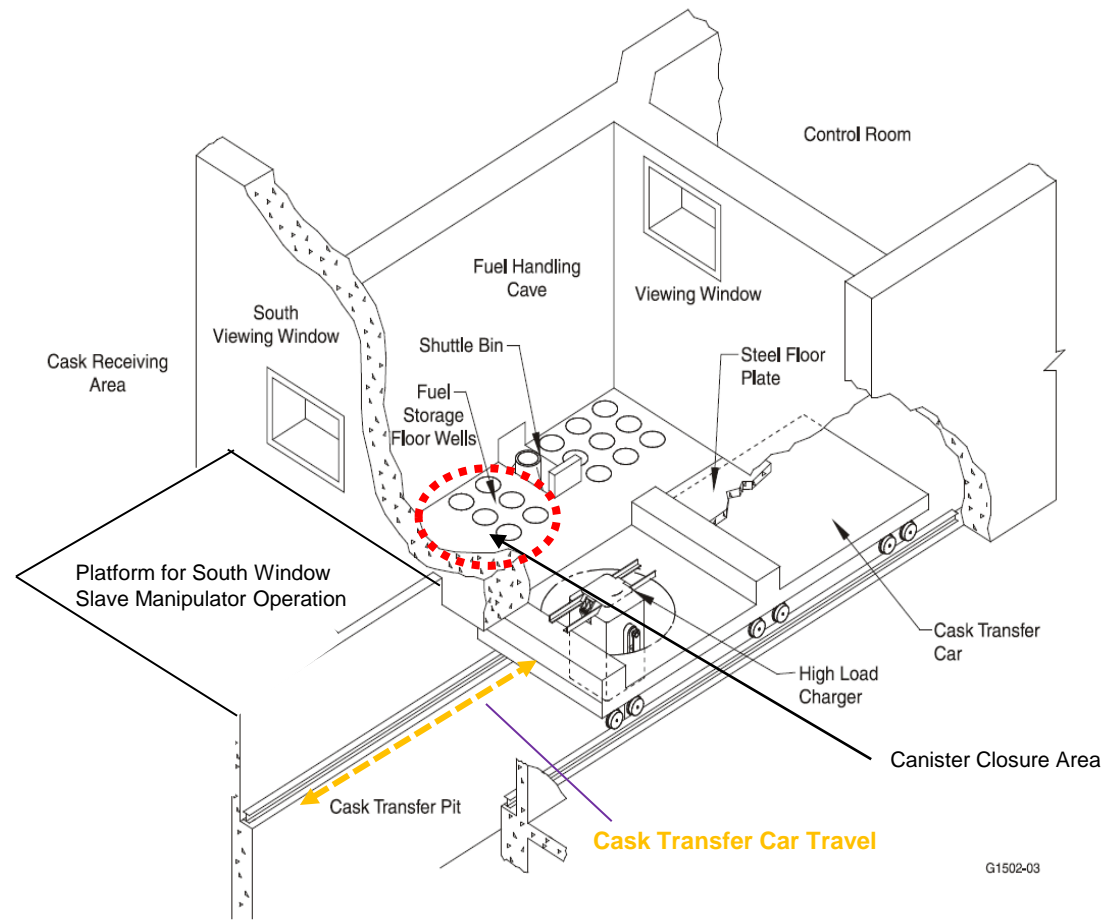 Control Room
Fuel Handling
Cave
Viewing Window
South
Viewing Window
Cask Receiving
Area
Shuttle Bin
Steel Floor
Plate
Fuel
Storage
Floor Wells
Platform for South Window
Slave Manipulator Operation
Cask Transfer
Car
High Load
Charger
Canister Closure Area
Cask Transfer Pit
Cask Transfer Car Travel
G1502-03